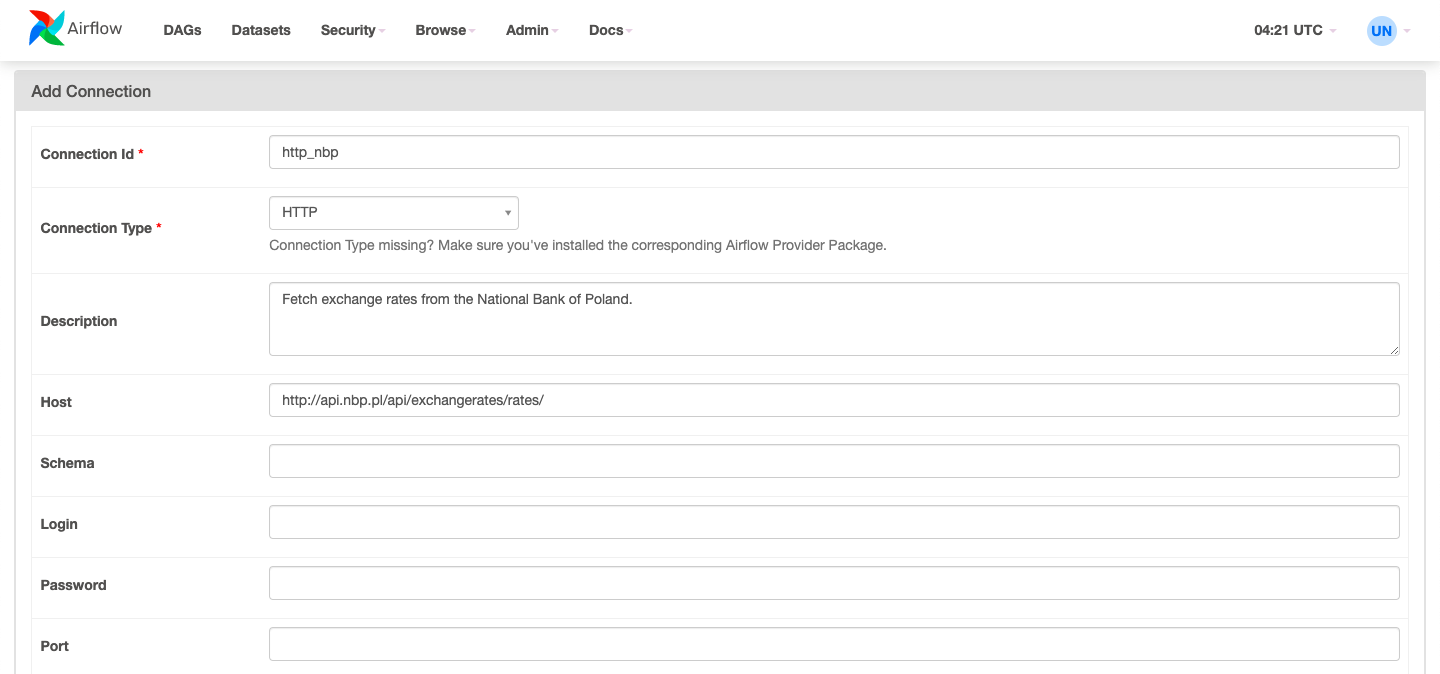 Airflow DAGs Datasets Security Browse Admin Docs 04:21 UTC UN
Add Connection
Connection Id * http_nbp
Connection Type * HTTP
Connection Type missing? Make sure you've installed the corresponding Airflow Provider Package.
Description Fetch exchange rates from the National Bank of Poland.
Host http://api.nbp.pl/api/exchangerates/rates/
Schema
Login
Password
Port